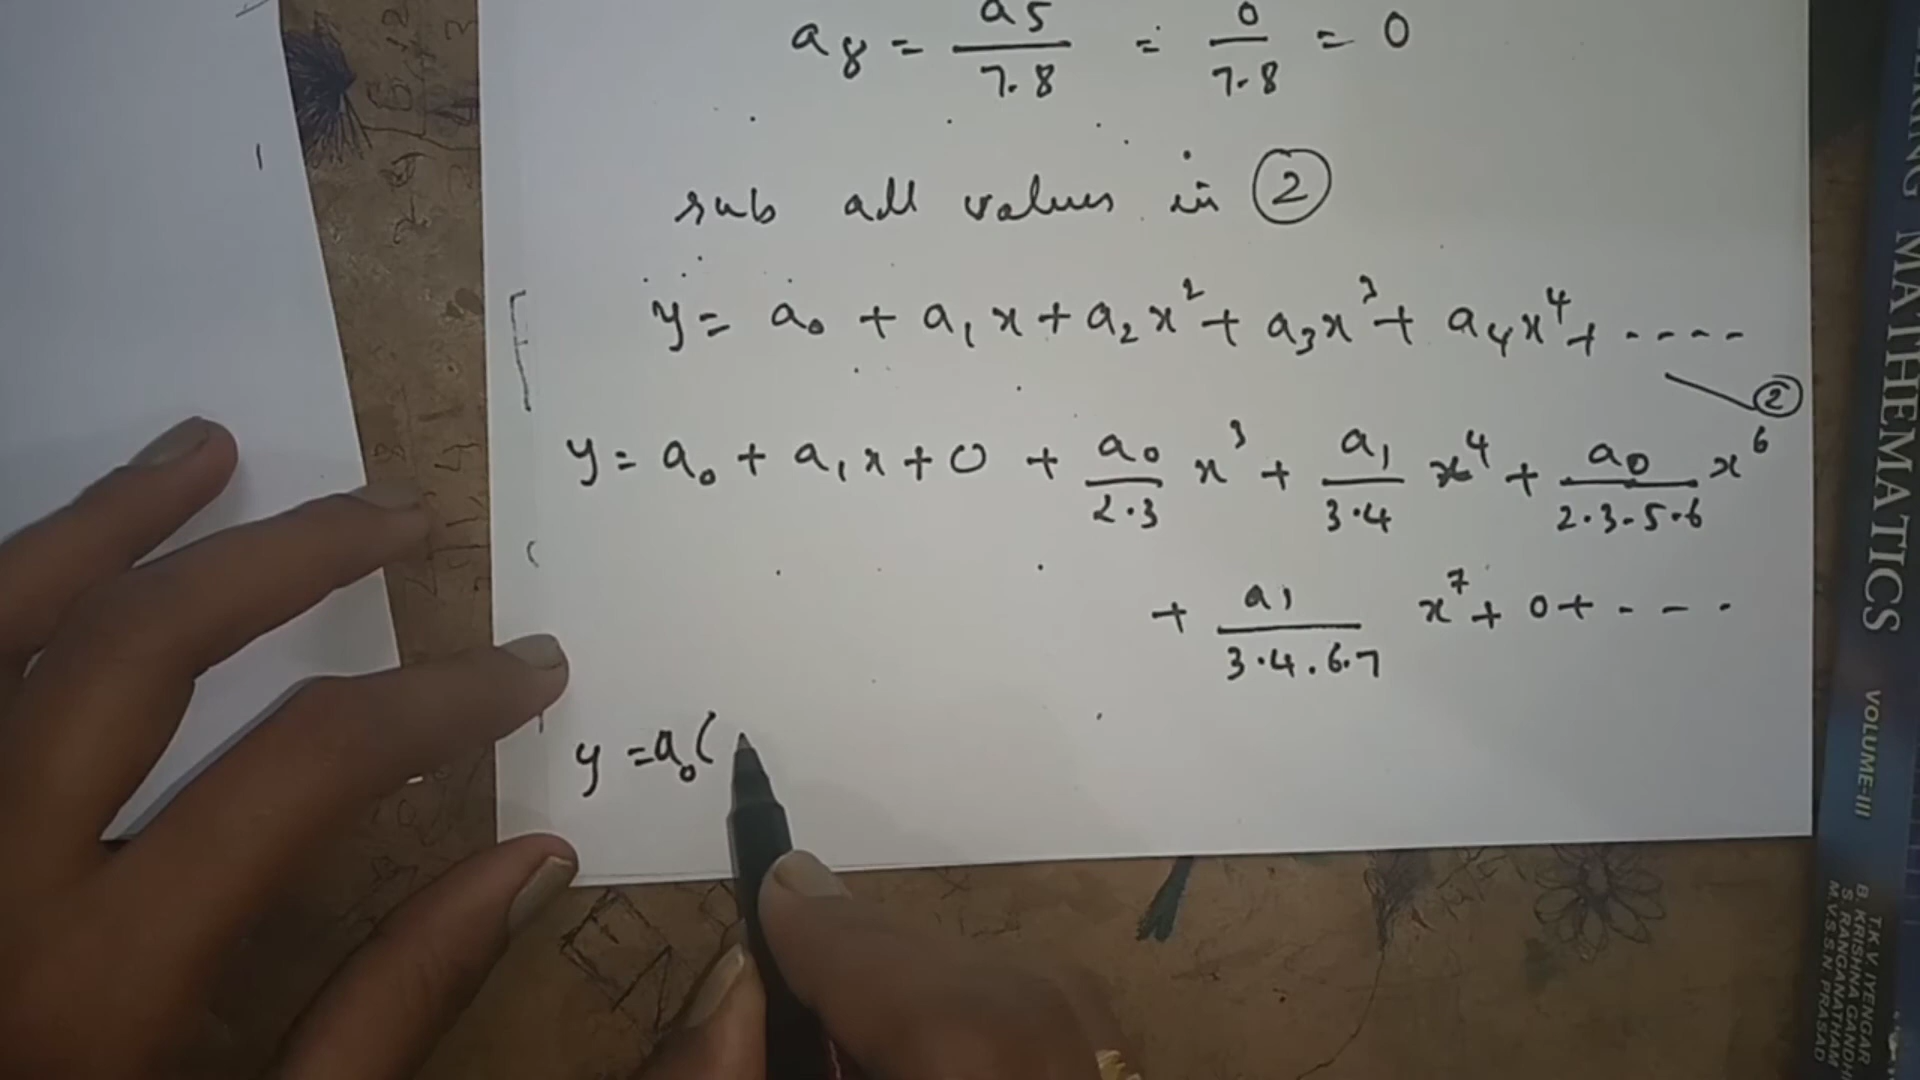 a₈ = a₅/7·8 = 0/7·8 = 0
sub all values in ②
y = a₀ + a₁x + a₂x² + a₃x³ + a₄x⁴ + ----
②
y = a₀ + a₁x + 0 + a₀/2·3 x³ + a₁/3·4 x⁴ + a₀/2·3·5·6 x⁶
+ a₁/3·4·6·7 x⁷ + 0 + ---
y = a₀(
MATHEMATICS
VOLUME-III
T.K.V. IYENGAR
B. KRISHNA GANDHI
S. RANGANATHAM
M.V.S.S.N. PRASAD